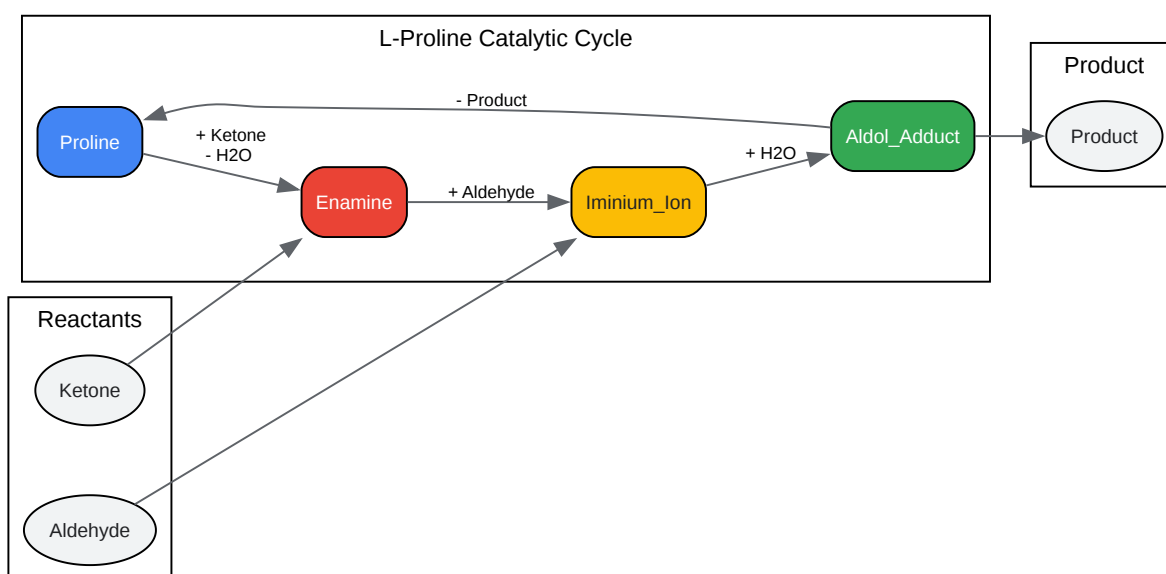 L-Proline Catalytic Cycle
Product
- Product
Proline
+ Ketone
- H2O
Aldol_Adduct
Product
+ H2O
Enamine
+ Aldehyde
Iminium_Ion
Reactants
Ketone
Aldehyde